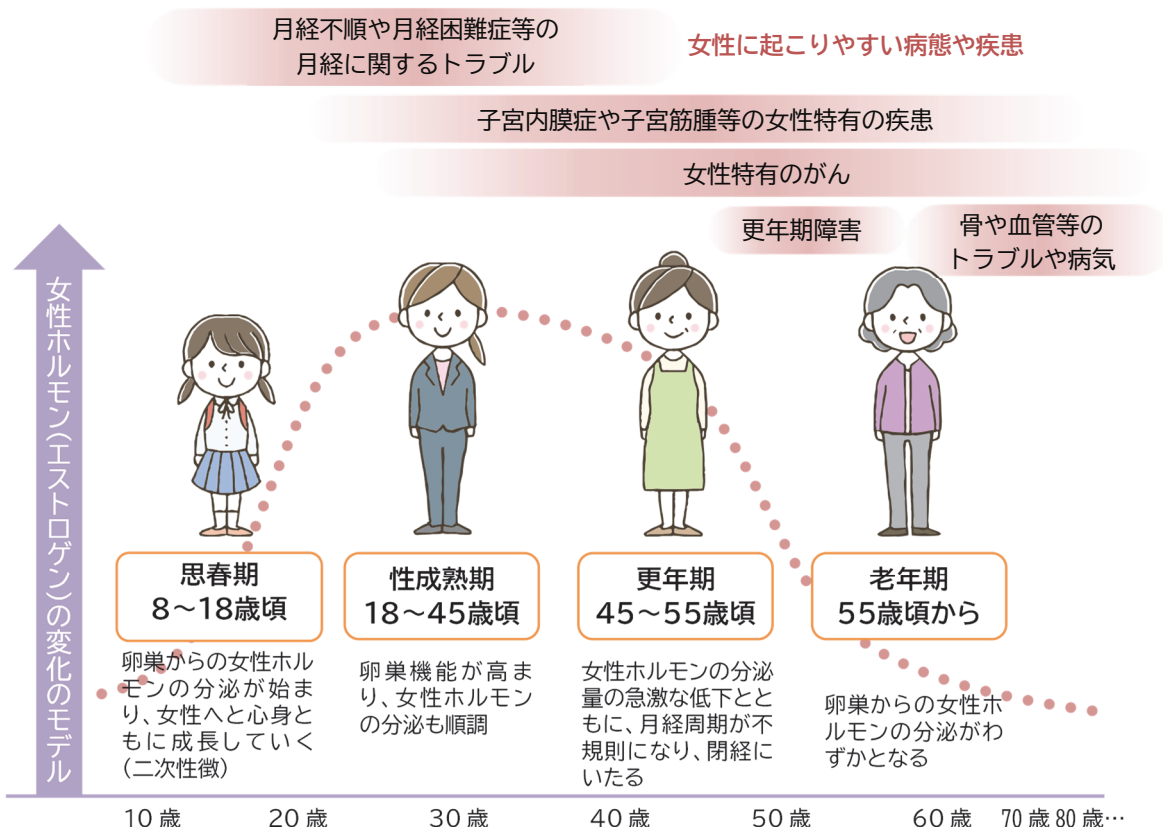 月経不順や月経困難症等の
月経に関するトラブル
女性に起こりやすい病態や疾患
子宮内膜症や子宮筋腫等の女性特有の疾患
女性特有のがん
更年期障害
骨や血管等の
トラブルや病気
女性ホルモン(エストロゲン)の変化のモデル
思春期
8～18歳頃
卵巣からの女性ホル
モンの分泌が始ま
り、女性へと心身と
もに成長していく
(二次性徴)
性成熟期
18～45歳頃
卵巣機能が高ま
り、女性ホルモン
の分泌も順調
更年期
45～55歳頃
女性ホルモンの分泌
量の急激な低下とと
もに、月経周期が不
規則になり、閉経に
いたる
老年期
55歳頃から
卵巣からの女性ホ
ルモンの分泌がわ
ずかとなる
10歳 20歳 30歳 40歳 50歳 60歳 70歳 80歳…